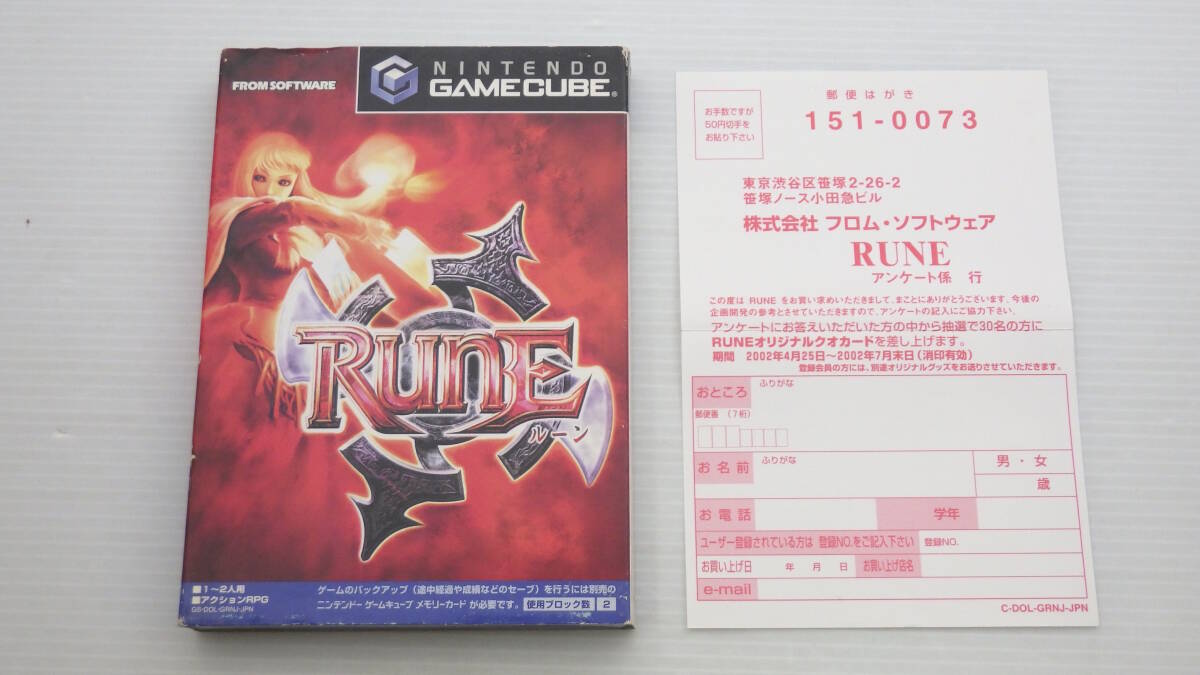 FROM SOFTWARE
NINTENDO
GAMECUBE®
RUNE
ルーン
■1～2人用
■アクションRPG
GS-DOL-GRNJ-JPN
ゲームのバックアップ（途中経過や成績などのセーブ）を行うには別売の
ニンテンドー ゲームキューブ メモリーカード が必要です。 使用ブロック数 2
郵便はがき
お手数ですが
50円切手を
お貼り下さい
151-0073
東京渋谷区笹塚2-26-2
笹塚ノース小田急ビル
株式会社 フロム・ソフトウェア
RUNE
アンケート係 行
この度は RUNE をお買い求めいただきまして、まことにありがとうございます。今後の
企画開発の参考とさせていただきますので、アンケートの記入にご協力下さい。
アンケートにお答えいただいた方の中から抽選で30名の方に
RUNEオリジナルクオカードを差し上げます。
期間 2002年4月25日～2002年7月末日（消印有効）
登録会員の方には、別途オリジナルグッズをお送りさせていただきます。
おところ ふりがな
郵便番 （7桁）
お名前 ふりがな 男・女
歳
お電話 学年
ユーザー登録されている方は 登録NO.をご記入下さい 登録NO.
お買い上げ日 年 月 日 お買い上げ店名
e-mail
C-DOL-GRNJ-JPN